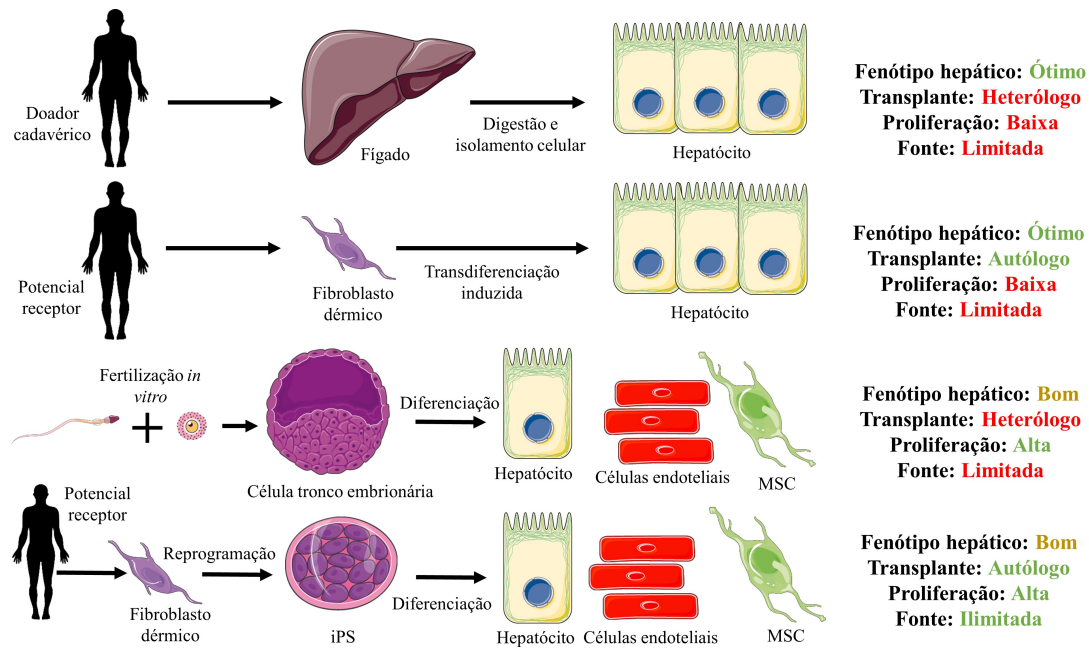 Doador
cadavérico
Fígado
Digestão e
isolamento celular
Hepatócito
Fenótipo hepático: Ótimo
Transplante: Heterólogo
Proliferação: Baixa
Fonte: Limitada
Potencial
receptor
Fibroblasto
dérmico
Transdiferenciação
induzida
Hepatócito
Fenótipo hepático: Ótimo
Transplante: Autólogo
Proliferação: Baixa
Fonte: Limitada
Fertilização in
vitro
Célula tronco embrionária
Diferenciação
Hepatócito
Células endoteliais
MSC
Fenótipo hepático: Bom
Transplante: Heterólogo
Proliferação: Alta
Fonte: Limitada
Potencial
receptor
Fibroblasto
dérmico
Reprogramação
iPS
Diferenciação
Hepatócito
Células endoteliais
MSC
Fenótipo hepático: Bom
Transplante: Autólogo
Proliferação: Alta
Fonte: Ilimitada